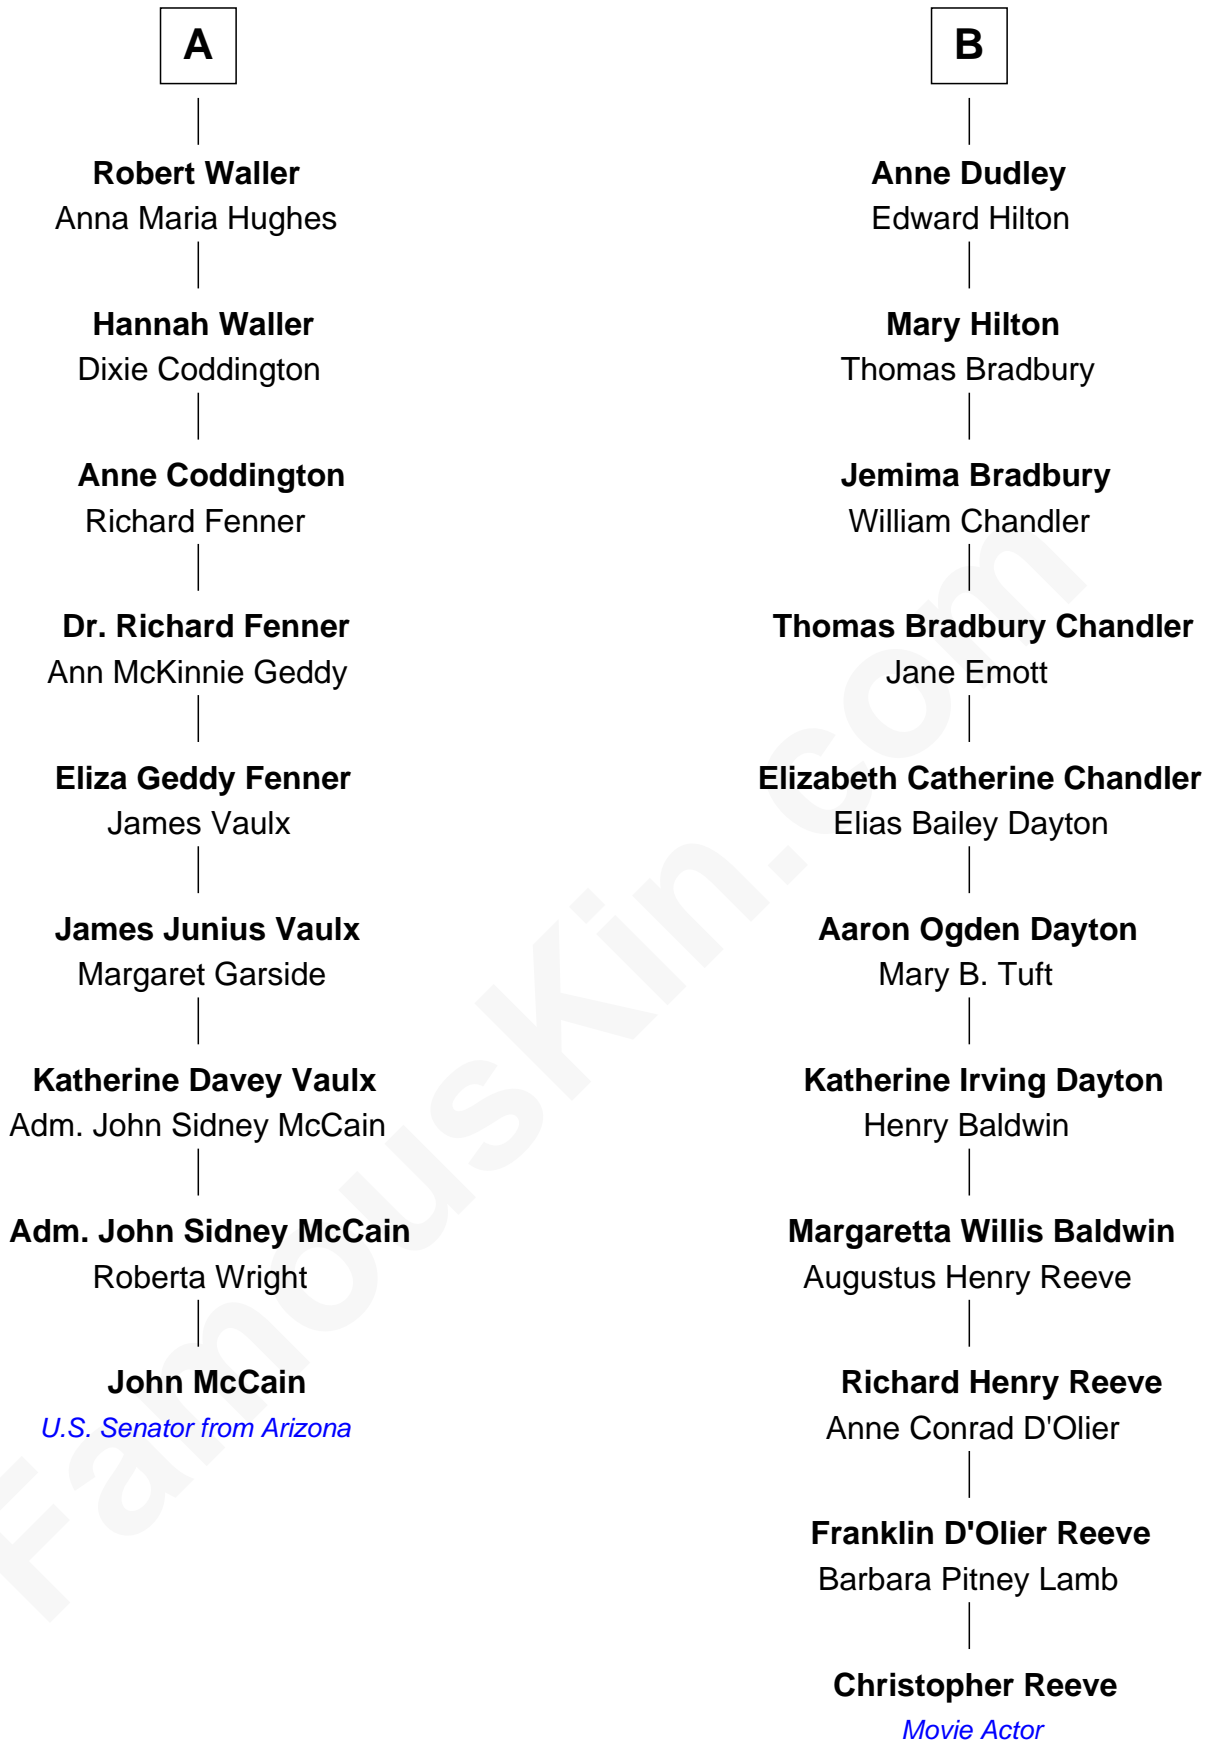 A
Robert Waller
Anna Maria Hughes
Hannah Waller
Dixie Coddington
Anne Coddington
Richard Fenner
Dr. Richard Fenner
Ann McKinnie Geddy
Eliza Geddy Fenner
James Vaulx
James Junius Vaulx
Margaret Garside
Katherine Davey Vaulx
Adm. John Sidney McCain
Adm. John Sidney McCain
Roberta Wright
John McCain
U.S. Senator from Arizona
B
Anne Dudley
Edward Hilton
Mary Hilton
Thomas Bradbury
Jemima Bradbury
William Chandler
Thomas Bradbury Chandler
Jane Emott
Elizabeth Catherine Chandler
Elias Bailey Dayton
Aaron Ogden Dayton
Mary B. Tuft
Katherine Irving Dayton
Henry Baldwin
Margaretta Willis Baldwin
Augustus Henry Reeve
Richard Henry Reeve
Anne Conrad D'Olier
Franklin D'Olier Reeve
Barbara Pitney Lamb
Christopher Reeve
Movie Actor
FamousKin.com